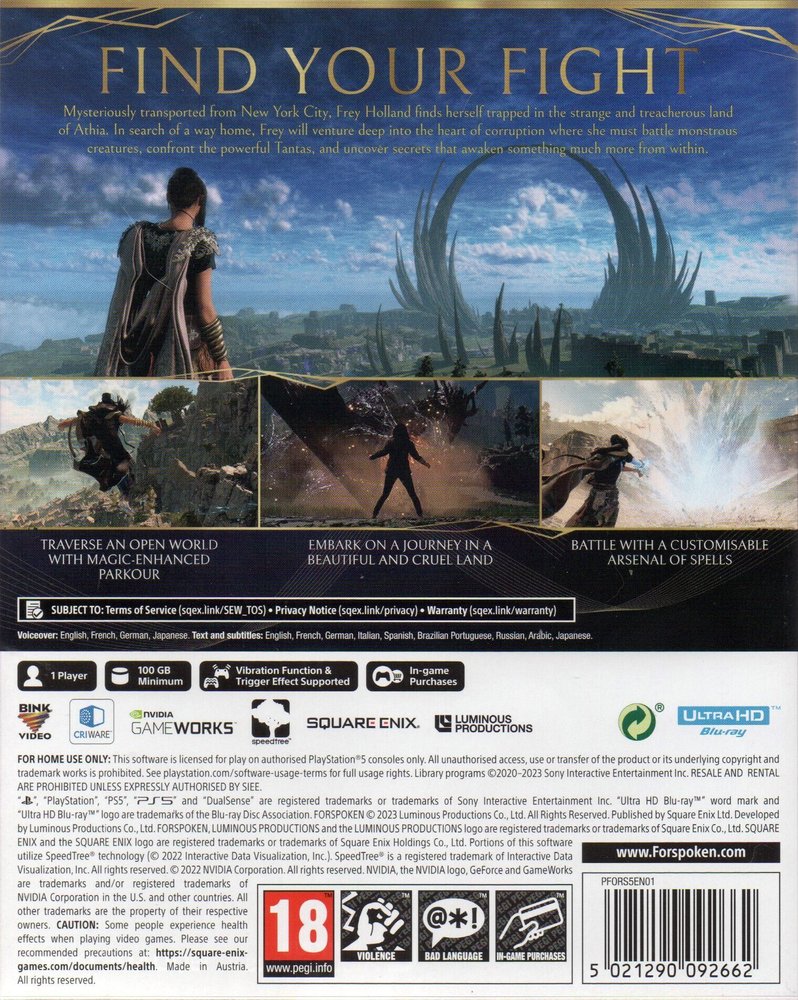 FIND YOUR FIGHT
Mysteriously transported from New York City, Frey Holland finds herself trapped in the strange and treacherous land
of Athia. In search of a way home, Frey will venture deep into the heart of corruption where she must battle monstrous
creatures, confront the powerful Tantas, and uncover secrets that awaken something much more from within.
TRAVERSE AN OPEN WORLD
WITH MAGIC-ENHANCED
PARKOUR
EMBARK ON A JOURNEY IN A
BEAUTIFUL AND CRUEL LAND
BATTLE WITH A CUSTOMISABLE
ARSENAL OF SPELLS
SUBJECT TO: Terms of Service (sqex.link/SEW_TOS) • Privacy Notice (sqex.link/privacy) • Warranty (sqex.link/warranty)
Voiceover: English, French, German, Japanese. Text and subtitles: English, French, German, Italian, Spanish, Brazilian Portuguese, Russian, Arabic, Japanese.
1 Player
100 GB
Minimum
Vibration Function &
Trigger Effect Supported
In-game
Purchases
BINK
VIDEO
CRIWARE
NVIDIA
GAMEWORKS™
speedtree®
SQUARE ENIX®
LUMINOUS
PRODUCTIONS
®
ULTRA HD™
Blu-ray™
FOR HOME USE ONLY: This software is licensed for play on authorised PlayStation®5 consoles only. All unauthorised access, use or transfer of the product or its underlying copyright and
trademark works is prohibited. See playstation.com/software-usage-terms for full usage rights. Library programs ©2020–2023 Sony Interactive Entertainment Inc. RESALE AND RENTAL
ARE PROHIBITED UNLESS EXPRESSLY AUTHORISED BY SIEE.
" ", "PlayStation", "PS5", "PS5" and "DualSense" are registered trademarks or trademarks of Sony Interactive Entertainment Inc. "Ultra HD Blu-ray™" word mark and
"Ultra HD Blu-ray™" logo are trademarks of the Blu-ray Disc Association. FORSPOKEN © 2023 Luminous Productions Co., Ltd. All Rights Reserved. Published by Square Enix Ltd. Developed
by Luminous Productions Co., Ltd. FORSPOKEN, LUMINOUS PRODUCTIONS and the LUMINOUS PRODUCTIONS logo are registered trademarks or trademarks of Square Enix Co., Ltd. SQUARE
ENIX and the SQUARE ENIX logo are registered trademarks or trademarks of Square Enix Holdings Co., Ltd. Portions of this software
utilize SpeedTree® technology (© 2022 Interactive Data Visualization, Inc.). SpeedTree® is a registered trademark of Interactive Data
Visualization, Inc. All rights reserved. © 2022 NVIDIA Corporation. All rights reserved. NVIDIA, the NVIDIA logo, GeForce and GameWorks
are trademarks and/or registered trademarks of
NVIDIA Corporation in the U.S. and other countries. All
other trademarks are the property of their respective
owners. CAUTION: Some people experience health
effects when playing video games. Please see our
recommended precautions at: https://square-enix-
games.com/documents/health. Made in Austria.
All rights reserved.
www.Forspoken.com
18
www.pegi.info
VIOLENCE
@*!
BAD LANGUAGE
IN-GAME PURCHASES
PFORS5EN01
5 021290 092662